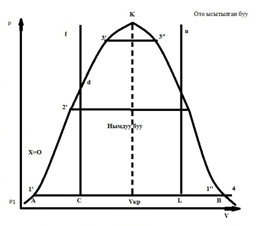 P
К
Ото ысытылган буу
f
в
3'
3"
d
2'
Нымдуу буу
X=O
1'
1"
4
P1
A
C
Vкр
L
B
V